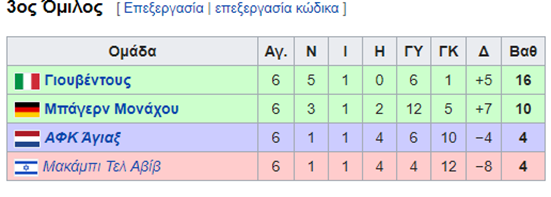 3ος Όμιλος [ Επεξεργασία | επεξεργασία κώδικα ]
Ομάδα Αγ. Ν Ι Η ΓΥ ΓΚ Δ Βαθ
Γιουβέντους 6 5 1 0 6 1 +5 16
Μπάγερν Μονάχου 6 3 1 2 12 5 +7 10
ΑΦΚ Άγιαξ 6 1 1 4 6 10 −4 4
Μακάμπι Τελ Αβίβ 6 1 1 4 4 12 −8 4